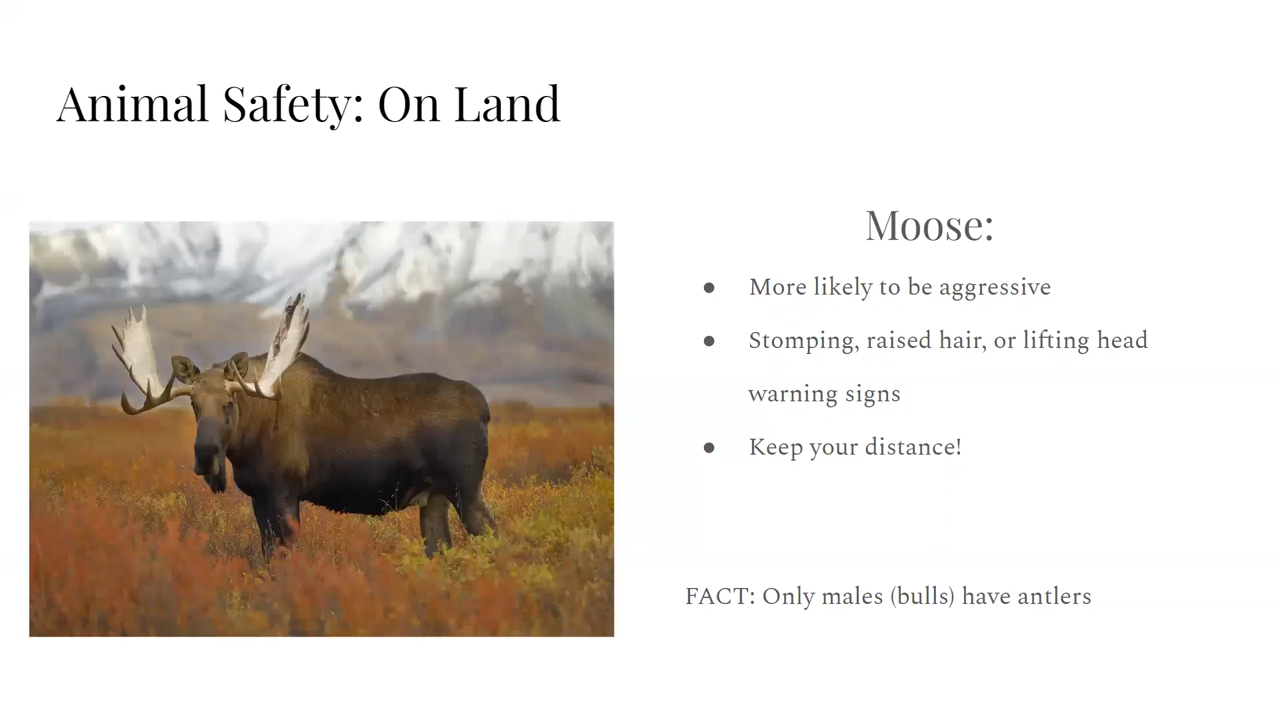 Animal Safety: On Land
Moose:
● More likely to be aggressive
● Stomping, raised hair, or lifting head
warning signs
● Keep your distance!
FACT: Only males (bulls) have antlers